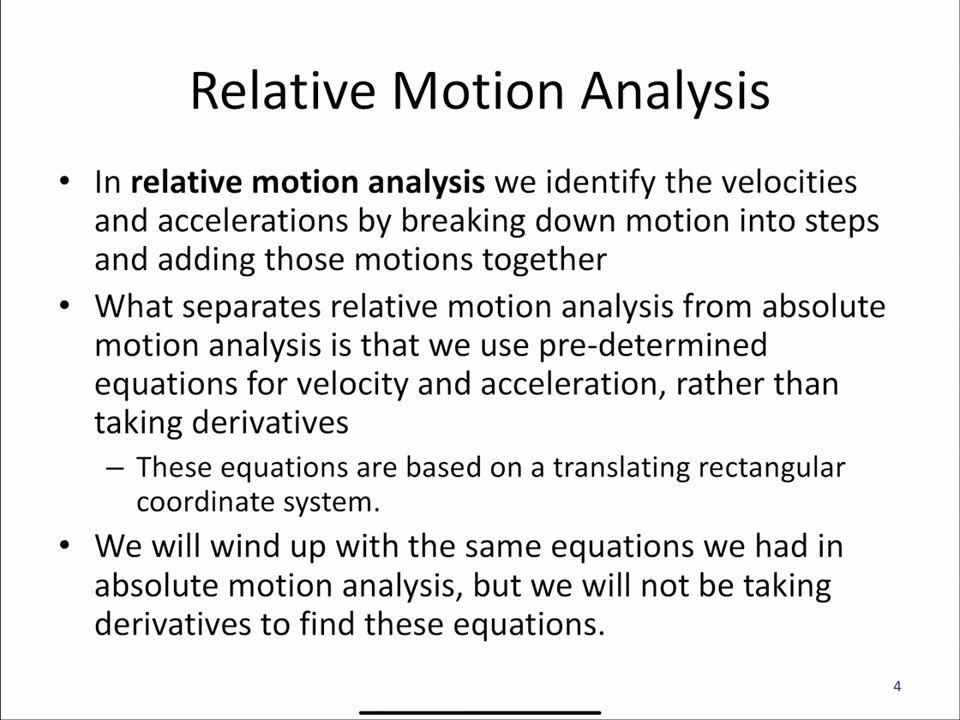 Relative Motion Analysis
• In relative motion analysis we identify the velocities
and accelerations by breaking down motion into steps
and adding those motions together
• What separates relative motion analysis from absolute
motion analysis is that we use pre-determined
equations for velocity and acceleration, rather than
taking derivatives
– These equations are based on a translating rectangular
coordinate system.
• We will wind up with the same equations we had in
absolute motion analysis, but we will not be taking
derivatives to find these equations.
4